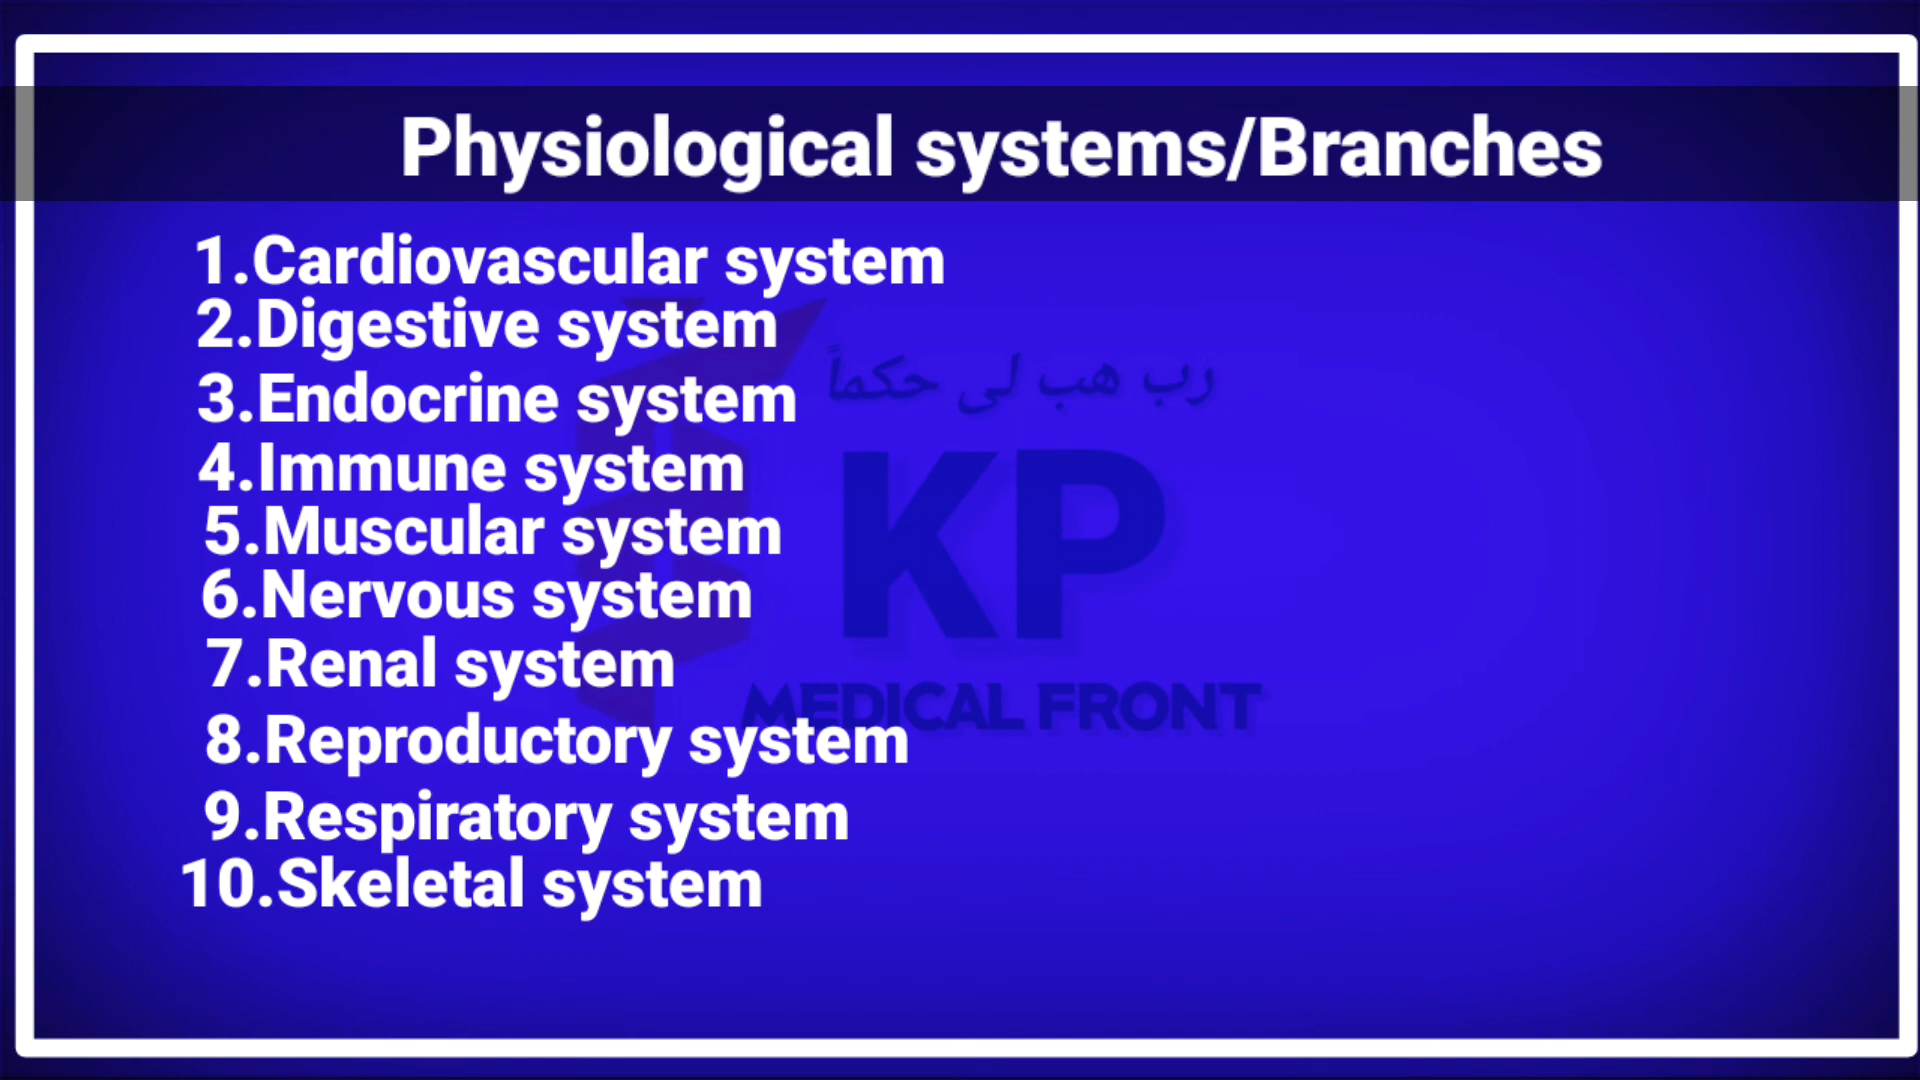 Physiological systems/Branches
1.Cardiovascular system
2.Digestive system
3.Endocrine system
4.Immune system
5.Muscular system
6.Nervous system
7.Renal system
8.Reproductory system
9.Respiratory system
10.Skeletal system
رب هب لی حکماً
KP
MEDICAL FRONT